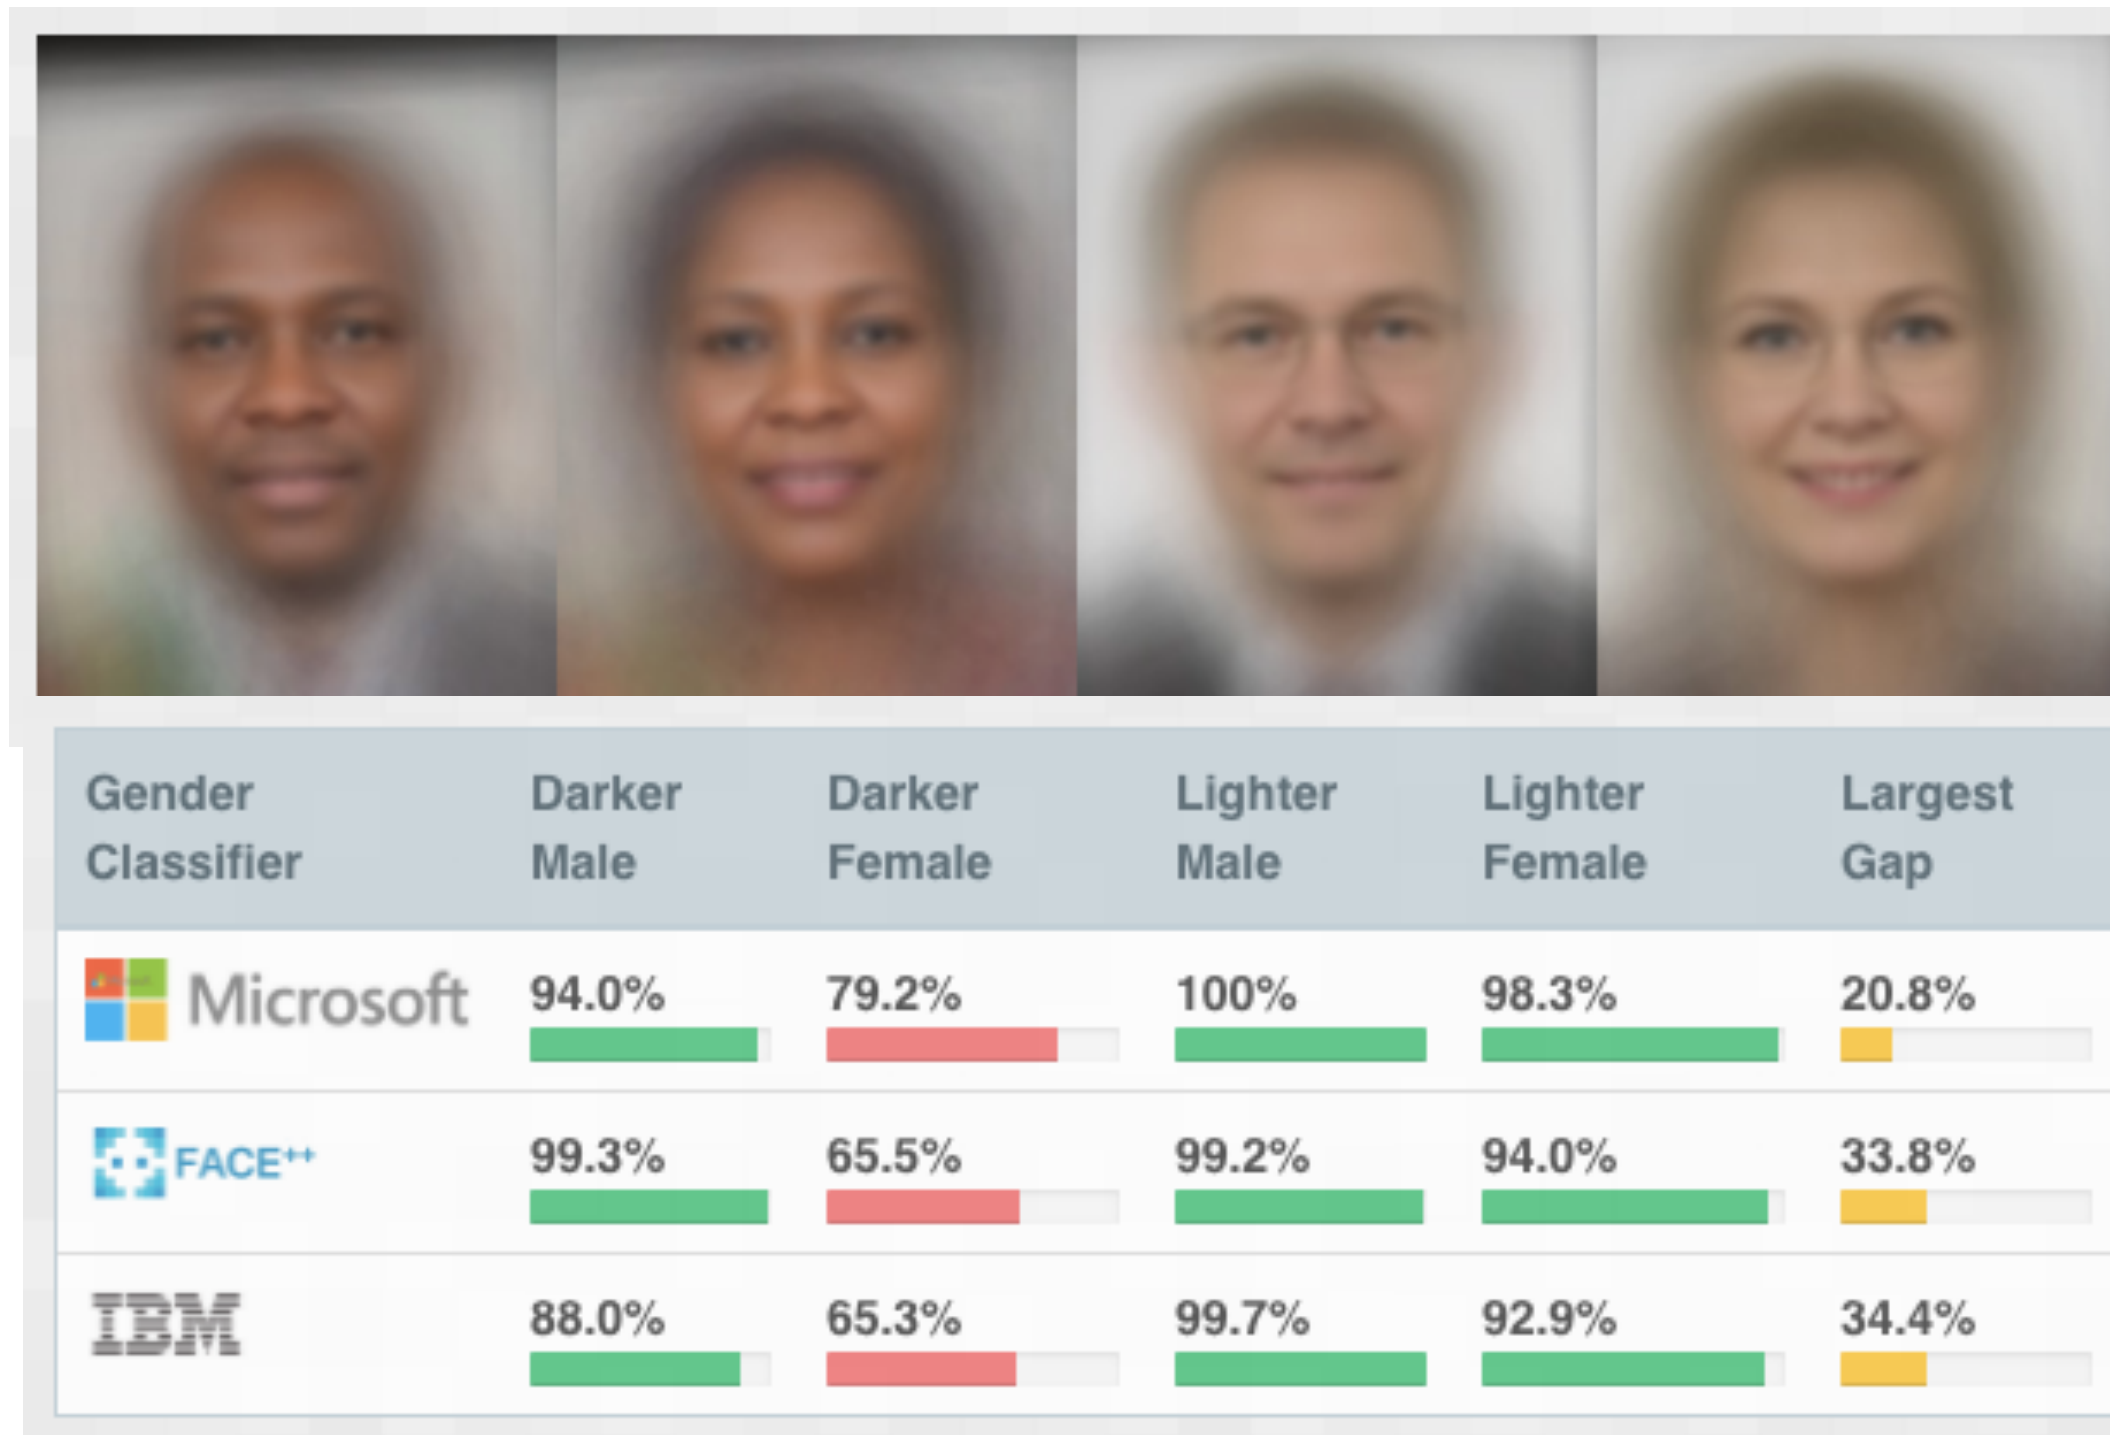 Gender Classifier
Darker Male
Darker Female
Lighter Male
Lighter Female
Largest Gap
Microsoft 94.0% 79.2% 100% 98.3% 20.8%
FACE++ 99.3% 65.5% 99.2% 94.0% 33.8%
IBM 88.0% 65.3% 99.7% 92.9% 34.4%